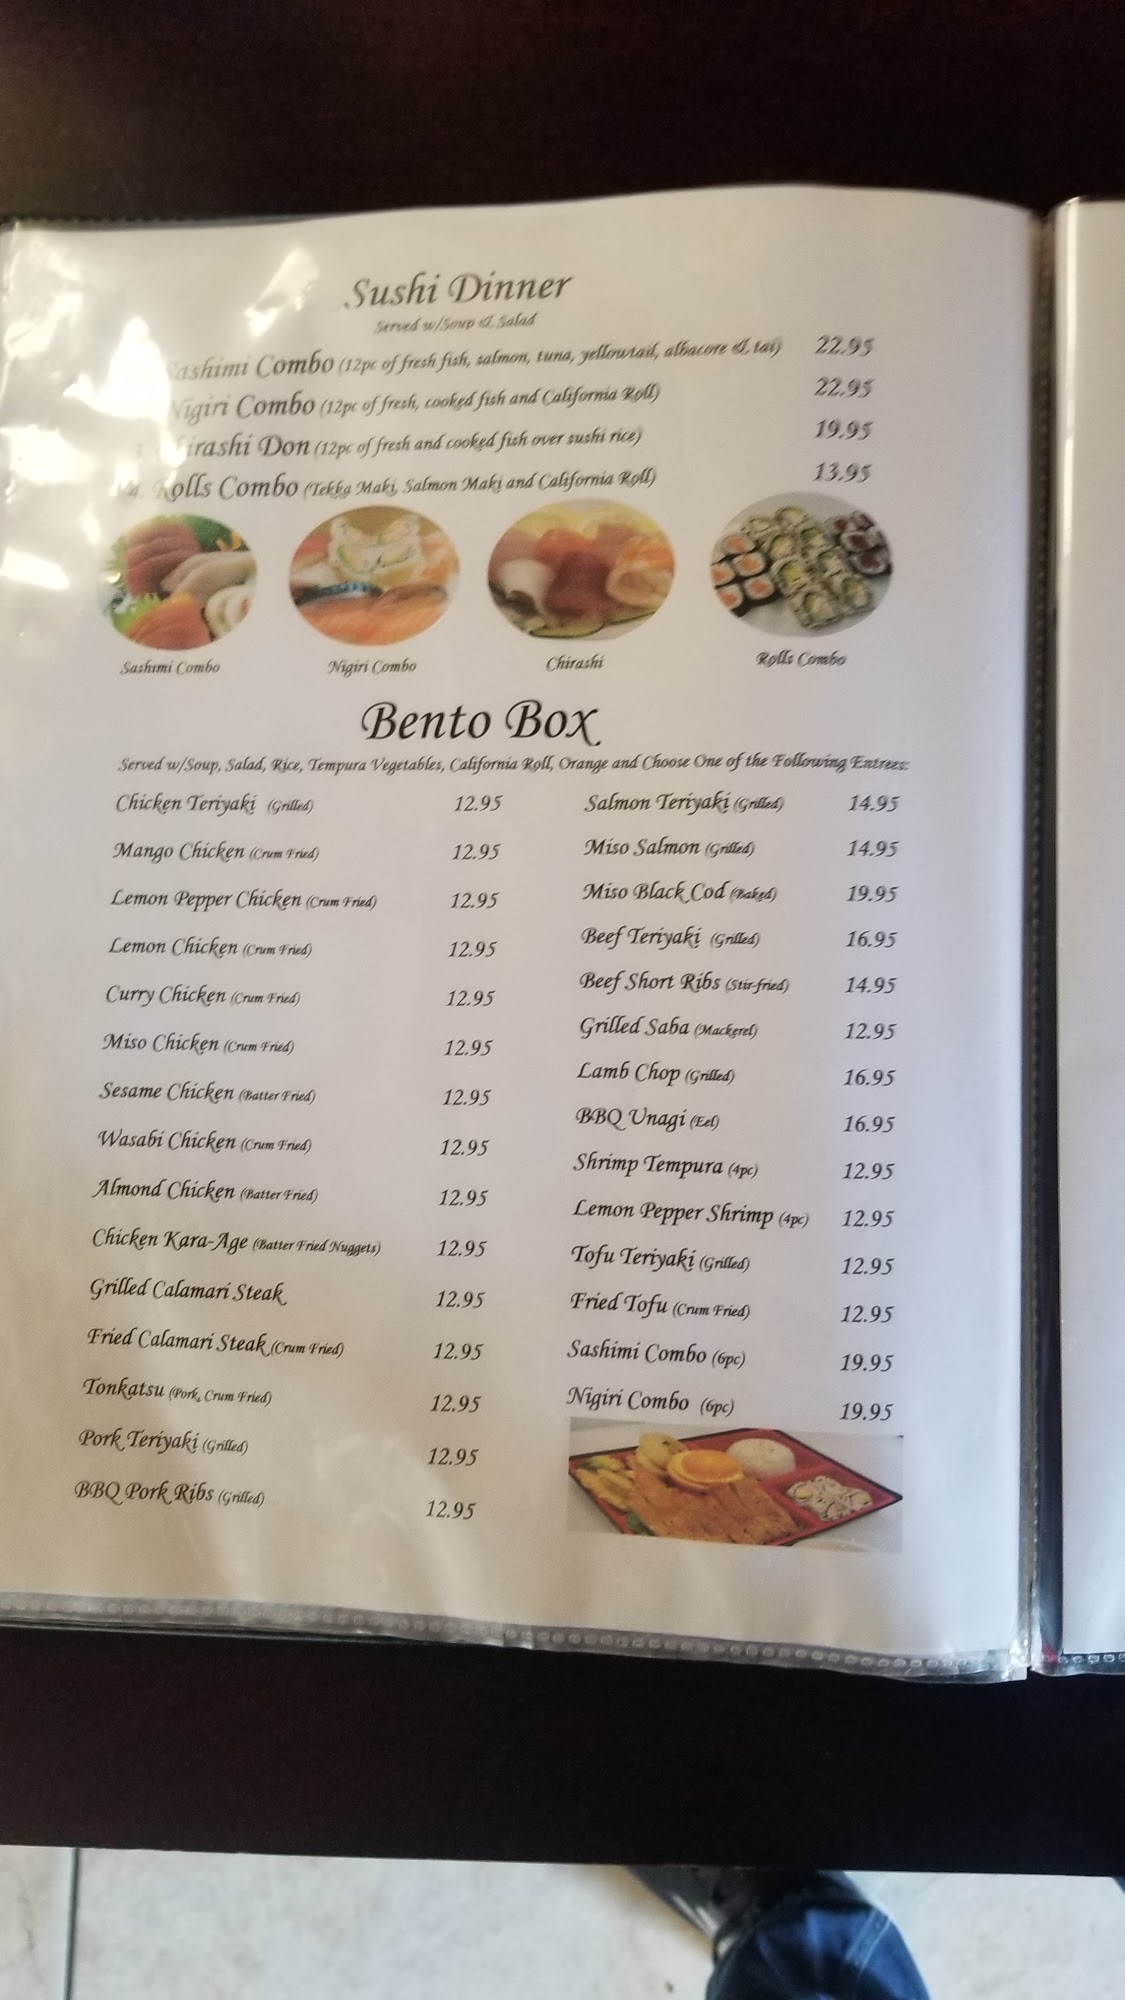 Sushi Dinner
Served w/Soup & Salad
Sashimi Combo (12pc of fresh fish, salmon, tuna, yellowtail, albacore & tai) 22.95
Nigiri Combo (12pc of fresh, cooked fish and California Roll) 22.95
irashi Don (12pc of fresh and cooked fish over sushi rice) 19.95
4. Rolls Combo (Tekka Maki, Salmon Maki and California Roll) 13.95
Sashimi Combo Nigiri Combo Chirashi Rolls Combo
Bento Box
Served w/Soup, Salad, Rice, Tempura Vegetables, California Roll, Orange and Choose One of the Following Entrees:
Chicken Teriyaki (Grilled) 12.95
Mango Chicken (Crum Fried) 12.95
Lemon Pepper Chicken (Crum Fried) 12.95
Lemon Chicken (Crum Fried) 12.95
Curry Chicken (Crum Fried) 12.95
Miso Chicken (Crum Fried) 12.95
Sesame Chicken (Batter Fried) 12.95
Wasabi Chicken (Crum Fried) 12.95
Almond Chicken (Batter Fried) 12.95
Chicken Kara-Age (Batter Fried Nuggets) 12.95
Grilled Calamari Steak 12.95
Fried Calamari Steak (Crum Fried) 12.95
Tonkatsu (Pork, Crum Fried) 12.95
Pork Teriyaki (Grilled) 12.95
BBQ Pork Ribs (Grilled) 12.95
Salmon Teriyaki (Grilled) 14.95
Miso Salmon (Grilled) 14.95
Miso Black Cod (Baked) 19.95
Beef Teriyaki (Grilled) 16.95
Beef Short Ribs (Stir-fried) 14.95
Grilled Saba (Mackerel) 12.95
Lamb Chop (Grilled) 16.95
BBQ Unagi (Eel) 16.95
Shrimp Tempura (4pc) 12.95
Lemon Pepper Shrimp (4pc) 12.95
Tofu Teriyaki (Grilled) 12.95
Fried Tofu (Crum Fried) 12.95
Sashimi Combo (6pc) 19.95
Nigiri Combo (6pc) 19.95